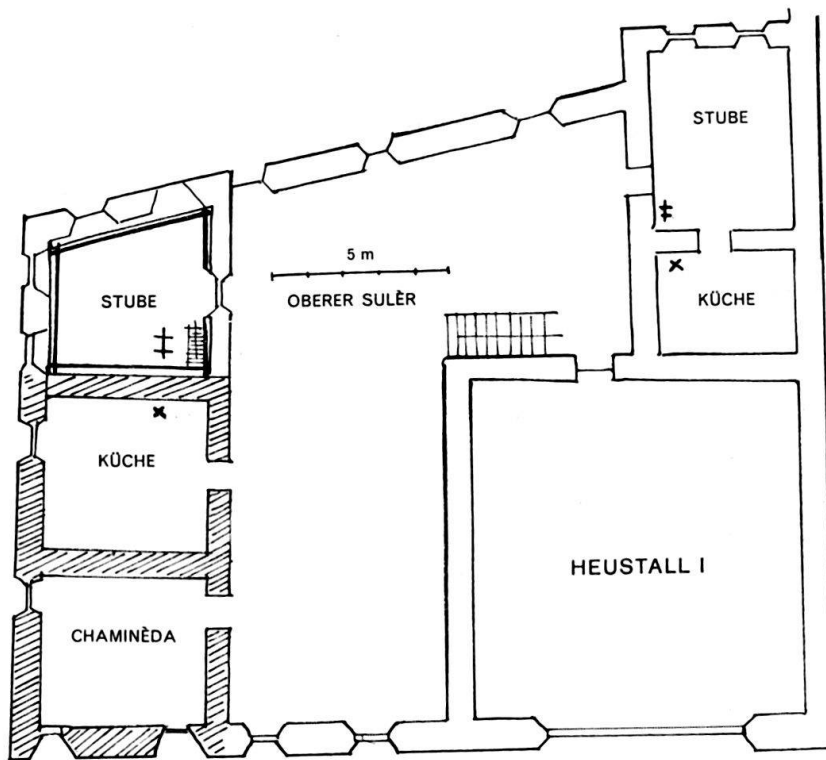 STUBE
5 m
STUBE
OBERER SULÈR
KÜCHE
KÜCHE
HEUSTALL I
CHAMINÈDA